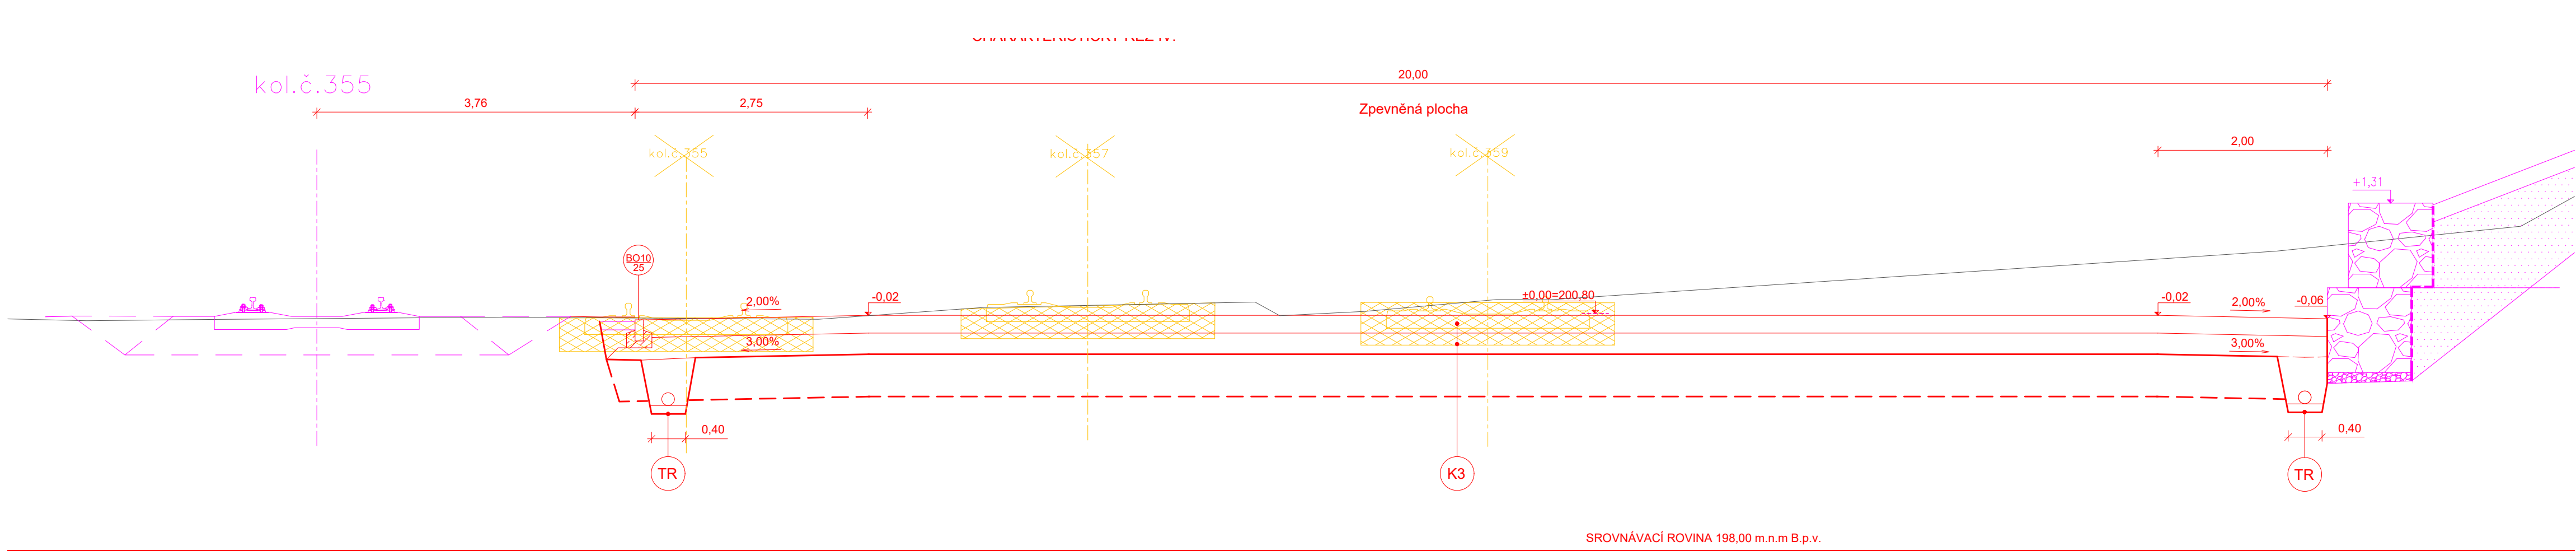 20,00
kol.č.355
3,76
2,75
Zpevněná plocha
2,00
kol.č.355
kol.č.357
kol.č.359
+1,31
BO10
25
2,00%
-0,02
±0,00=200,80
-0,02
2,00%
-0,06
3,00%
3,00%
0,40
0,40
TR
K3
TR
SROVNÁVACÍ ROVINA 198,00 m.n.m B.p.v.